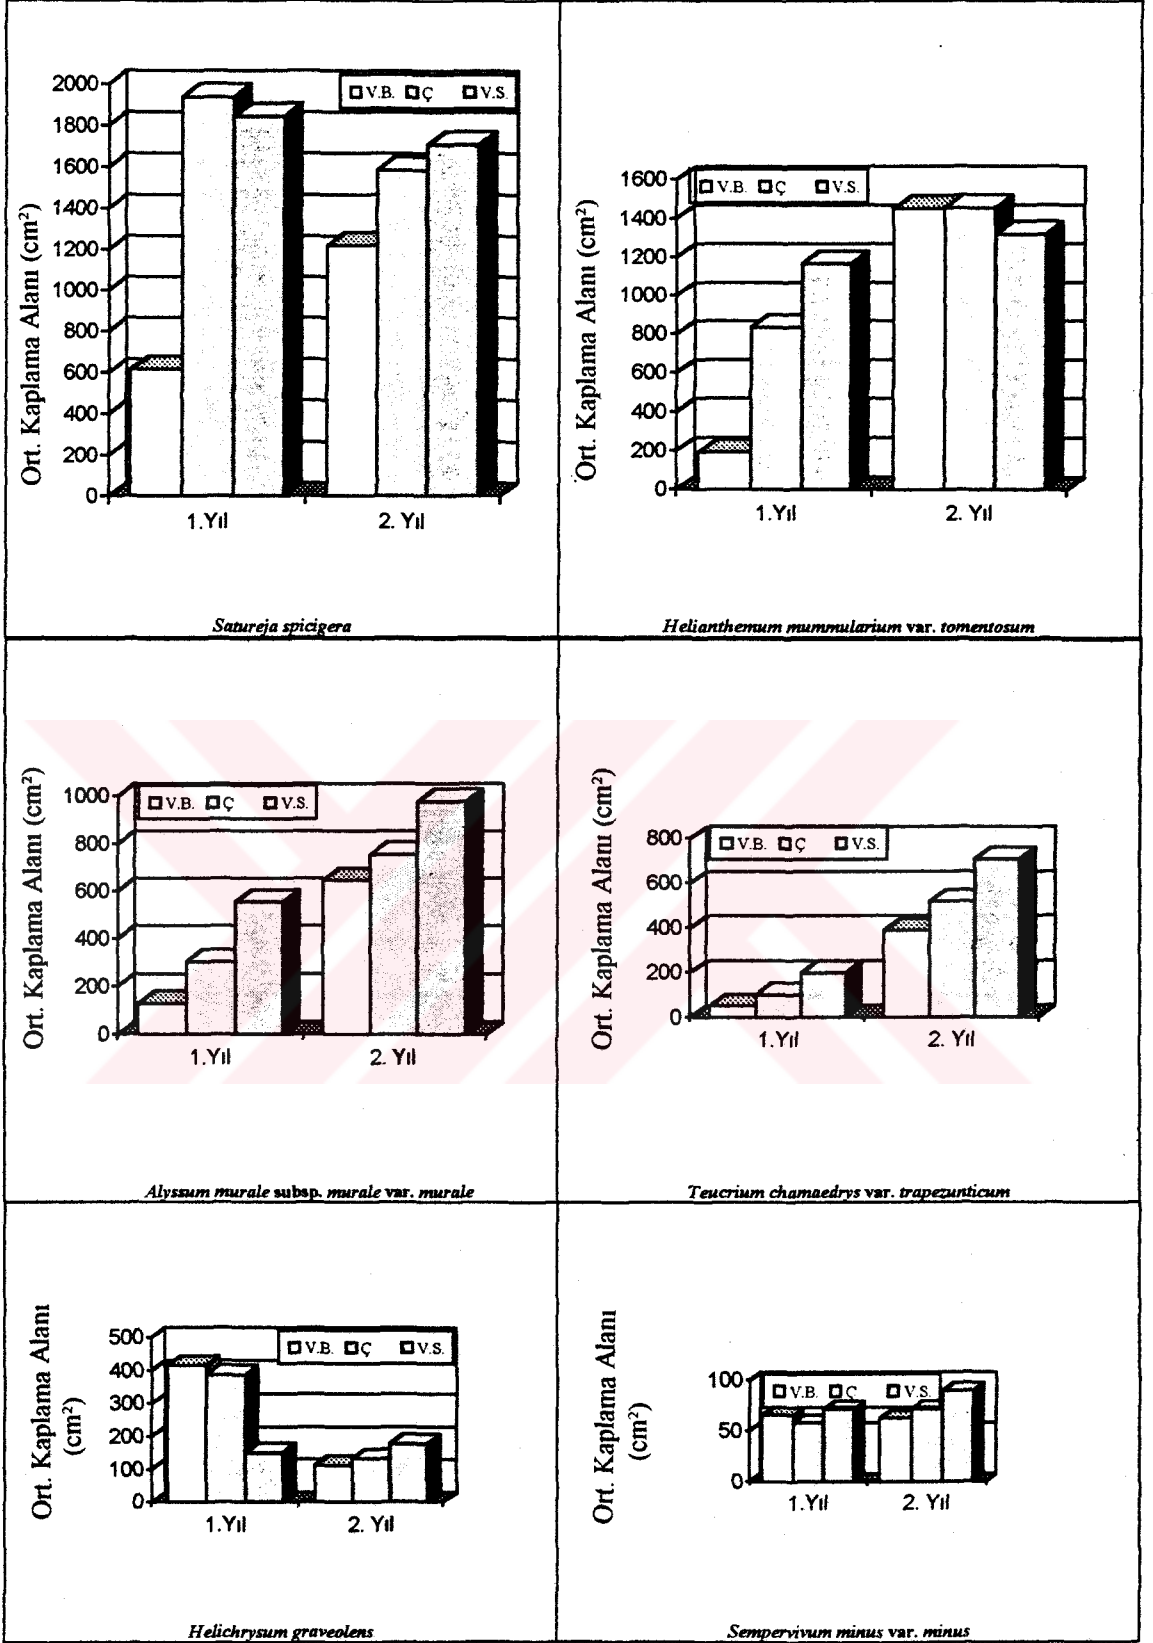 Ort. Kaplama Alanı (cm²)
2000
1800
1600
1400
1200
1000
800
600
400
200
0
V.B. Ç V.S.
1.Yıl 2. Yıl
Satureja spicigera
Ort. Kaplama Alanı (cm²)
1600
1400
1200
1000
800
600
400
200
0
V.B. Ç V.S.
1.Yıl 2. Yıl
Helianthemum mummularium var. tomentosum
Ort. Kaplama Alanı (cm²)
1000
800
600
400
200
0
V.B. Ç V.S.
1.Yıl 2. Yıl
Alyssum murale subsp. murale var. murale
Ort. Kaplama Alanı (cm²)
800
600
400
200
0
V.B. Ç V.S.
1.Yıl 2. Yıl
Teucrium chamaedrys var. trapezunticum
Ort. Kaplama Alanı
(cm²)
500
400
300
200
100
0
V.B. Ç V.S.
1.Yıl 2. Yıl
Helichrysum graveolens
Ort. Kaplama Alanı
(cm²)
100
50
0
V.B. Ç V.S.
1.Yıl 2. Yıl
Sempervivum minus var. minus